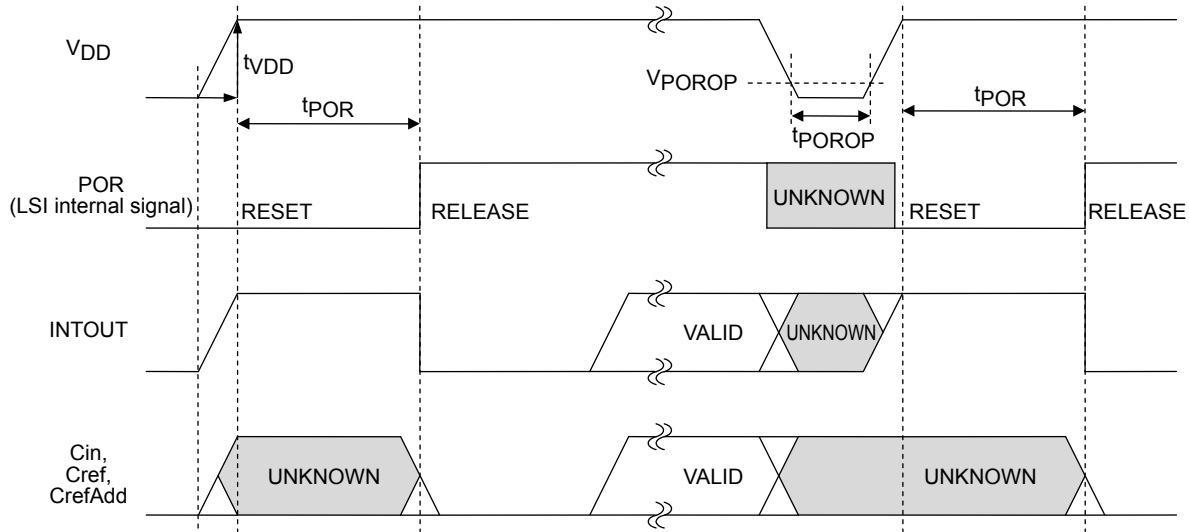 VDD
tVDD
tPOR
VPOROP
tPOROP
tPOR
POR
(LSI internal signal)
RESET
RELEASE
UNKNOWN
RESET
RELEASE
INTOUT
VALID
UNKNOWN
Cin,
Cref,
CrefAdd
UNKNOWN
VALID
UNKNOWN